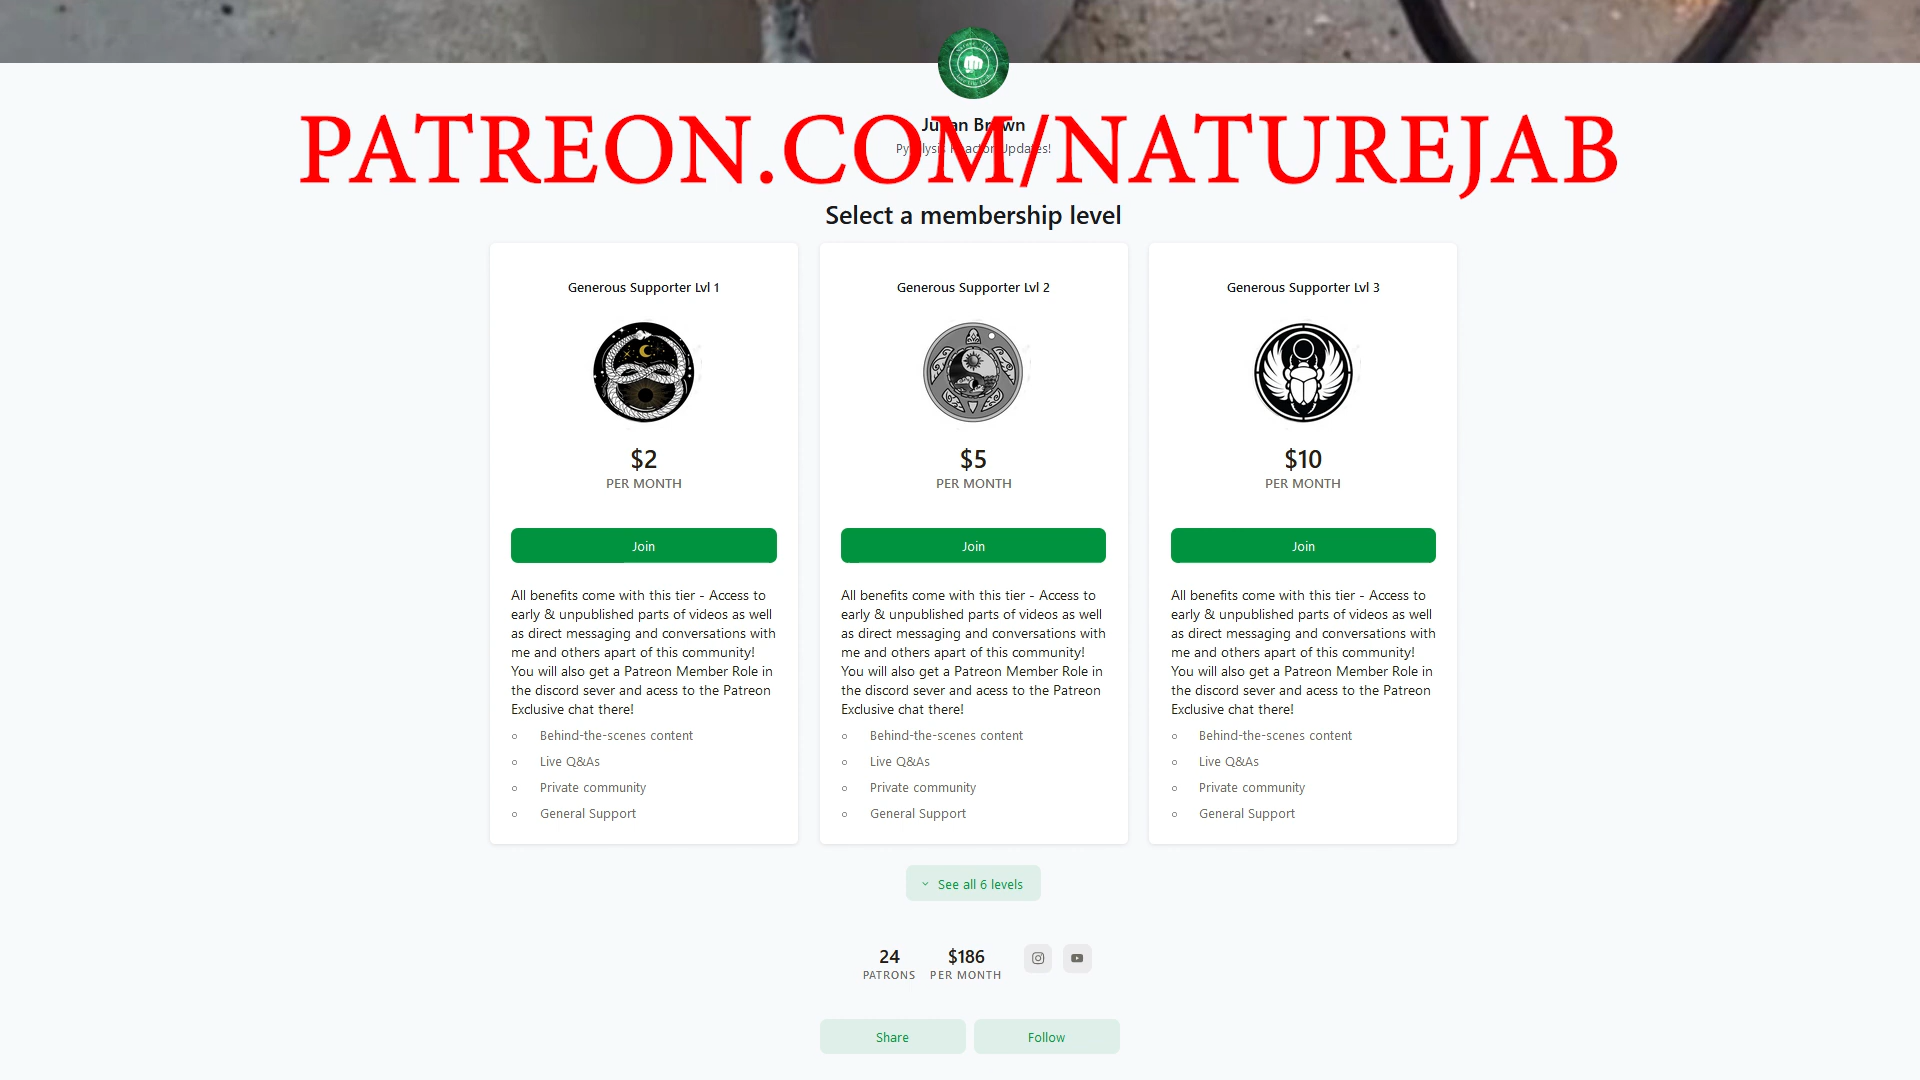 PATREON.COM/NATUREJAB
Select a membership level
Generous Supporter Lvl 1
$2
PER MONTH
Join
All benefits come with this tier - Access to
early & unpublished parts of videos as well
as direct messaging and conversations with
me and others apart of this community!
You will also get a Patreon Member Role in
the discord sever and acess to the Patreon
Exclusive chat there!
Behind-the-scenes content
Live Q&As
Private community
General Support
Generous Supporter Lvl 2
$5
PER MONTH
Join
All benefits come with this tier - Access to
early & unpublished parts of videos as well
as direct messaging and conversations with
me and others apart of this community!
You will also get a Patreon Member Role in
the discord sever and acess to the Patreon
Exclusive chat there!
Behind-the-scenes content
Live Q&As
Private community
General Support
Generous Supporter Lvl 3
$10
PER MONTH
Join
All benefits come with this tier - Access to
early & unpublished parts of videos as well
as direct messaging and conversations with
me and others apart of this community!
You will also get a Patreon Member Role in
the discord sever and acess to the Patreon
Exclusive chat there!
Behind-the-scenes content
Live Q&As
Private community
General Support
See all 6 levels
24
PATRONS
$186
PER MONTH
Share
Follow